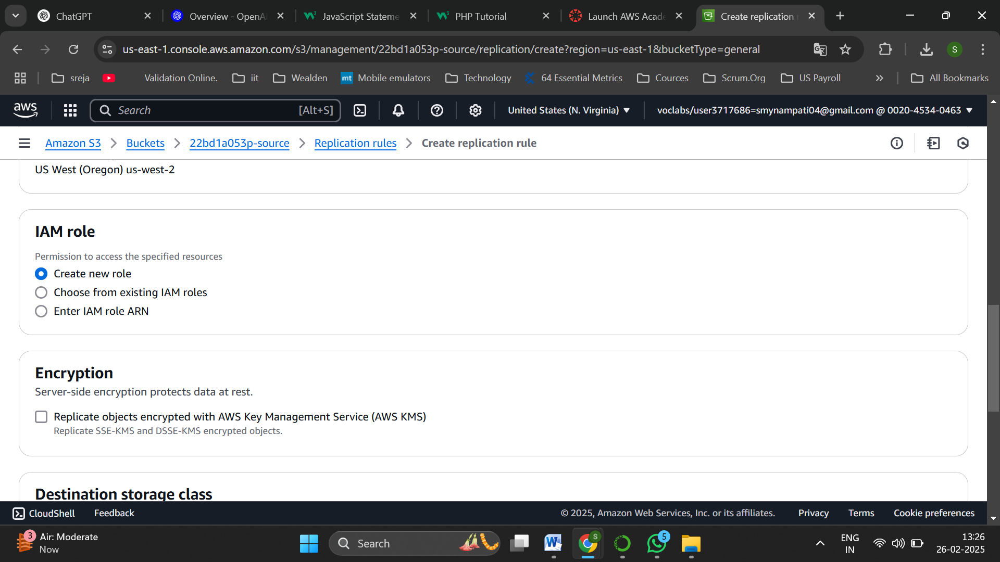 ChatGPT
Overview - OpenA
JavaScript Stateme
PHP Tutorial
Launch AWS Acade
Create replication
us-east-1.console.aws.amazon.com/s3/management/22bd1a053p-source/replication/create?region=us-east-1&bucketType=general
S
sreja
Validation Online.
iit
Wealden
mt Mobile emulators
Technology
64 Essential Metrics
Cources
Scrum.Org
US Payroll
All Bookmarks
aws
Search [Alt+S]
United States (N. Virginia)
voclabs/user3717686=smynampati04@gmail.com @ 0020-4534-0463
Amazon S3
Buckets
22bd1a053p-source
Replication rules
Create replication rule
US West (Oregon) us-west-2
IAM role
Permission to access the specified resources
Create new role
Choose from existing IAM roles
Enter IAM role ARN
Encryption
Server-side encryption protects data at rest.
Replicate objects encrypted with AWS Key Management Service (AWS KMS)
Replicate SSE-KMS and DSSE-KMS encrypted objects.
Destination storage class
CloudShell
Feedback
© 2025, Amazon Web Services, Inc. or its affiliates.
Privacy
Terms
Cookie preferences
3
Air: Moderate
Now
Search
W
S
5
ENG
IN
13:26
26-02-2025